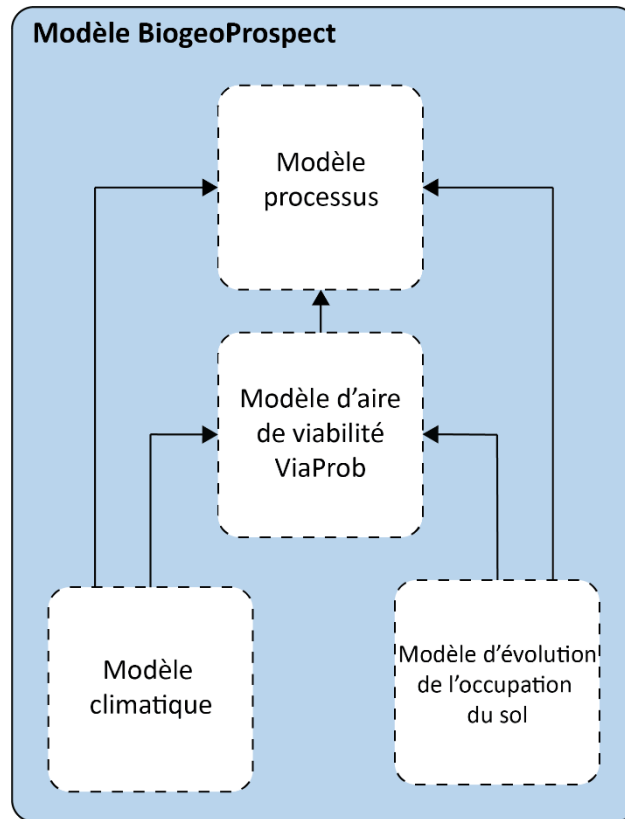 Modèle BiogeoProspect
Modèle
processus
Modèle d'aire
de viabilité
ViaProb
Modèle
climatique
Modèle d'évolution
de l'occupation
du sol